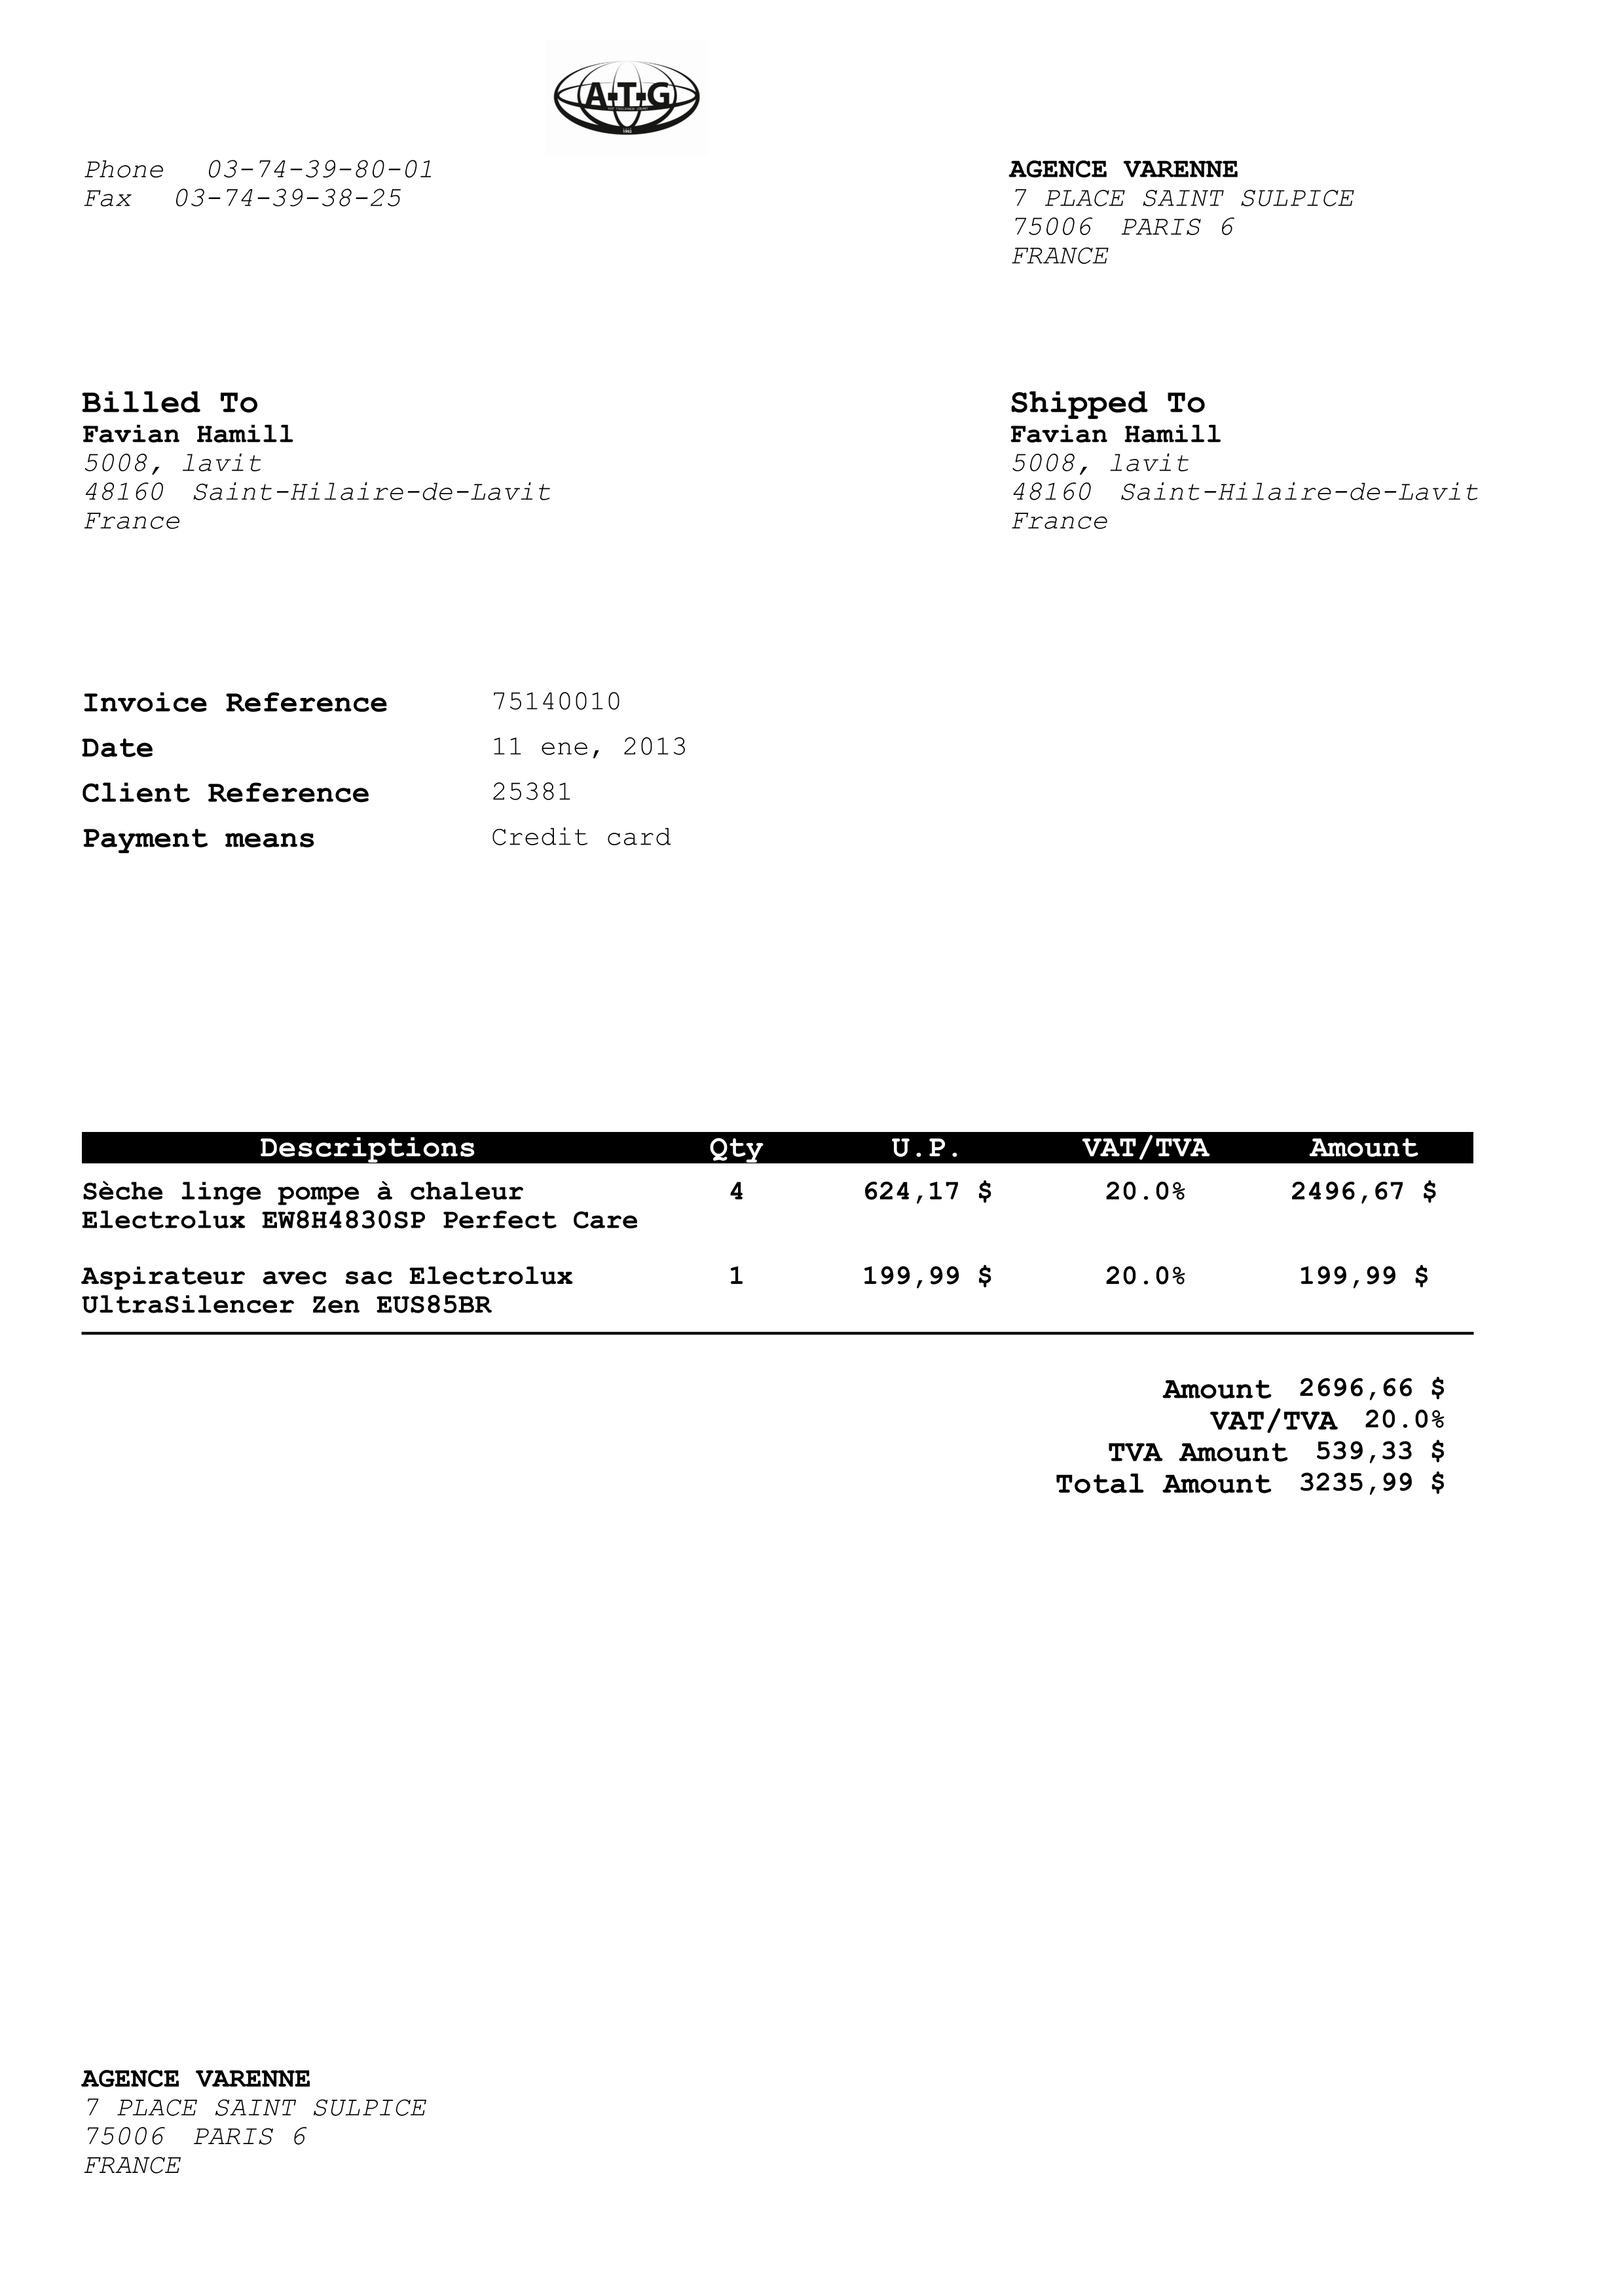 A-T-G
Phone 03-74-39-80-01
Fax 03-74-39-38-25
AGENCE VARENNE
7 PLACE SAINT SULPICE
75006 PARIS 6
FRANCE
Billed To
Favian Hamill
5008, lavit
48160 Saint-Hilaire-de-Lavit
France
Shipped To
Favian Hamill
5008, lavit
48160 Saint-Hilaire-de-Lavit
France
Invoice Reference 75140010
Date 11 ene, 2013
Client Reference 25381
Payment means Credit card
Descriptions Qty U.P. VAT/TVA Amount
Sèche linge pompe à chaleur 4 624,17 $ 20.0% 2496,67 $
Electrolux EW8H4830SP Perfect Care
Aspirateur avec sac Electrolux 1 199,99 $ 20.0% 199,99 $
UltraSilencer Zen EUS85BR
Amount 2696,66 $
VAT/TVA 20.0%
TVA Amount 539,33 $
Total Amount 3235,99 $
AGENCE VARENNE
7 PLACE SAINT SULPICE
75006 PARIS 6
FRANCE